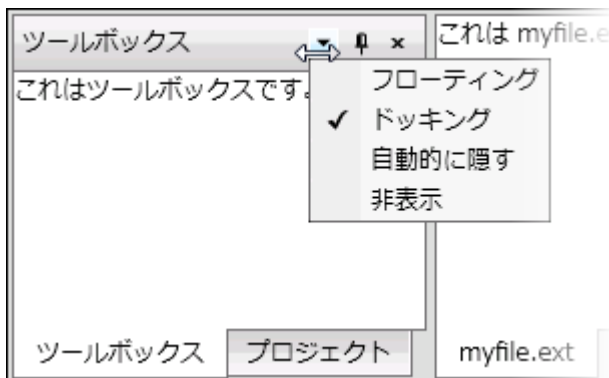 ツールボックス
これは myfile.e
これはツールボックスです。
フローティング
ドッキング
自動的に隠す
非表示
ツールボックス
プロジェクト
myfile.ext